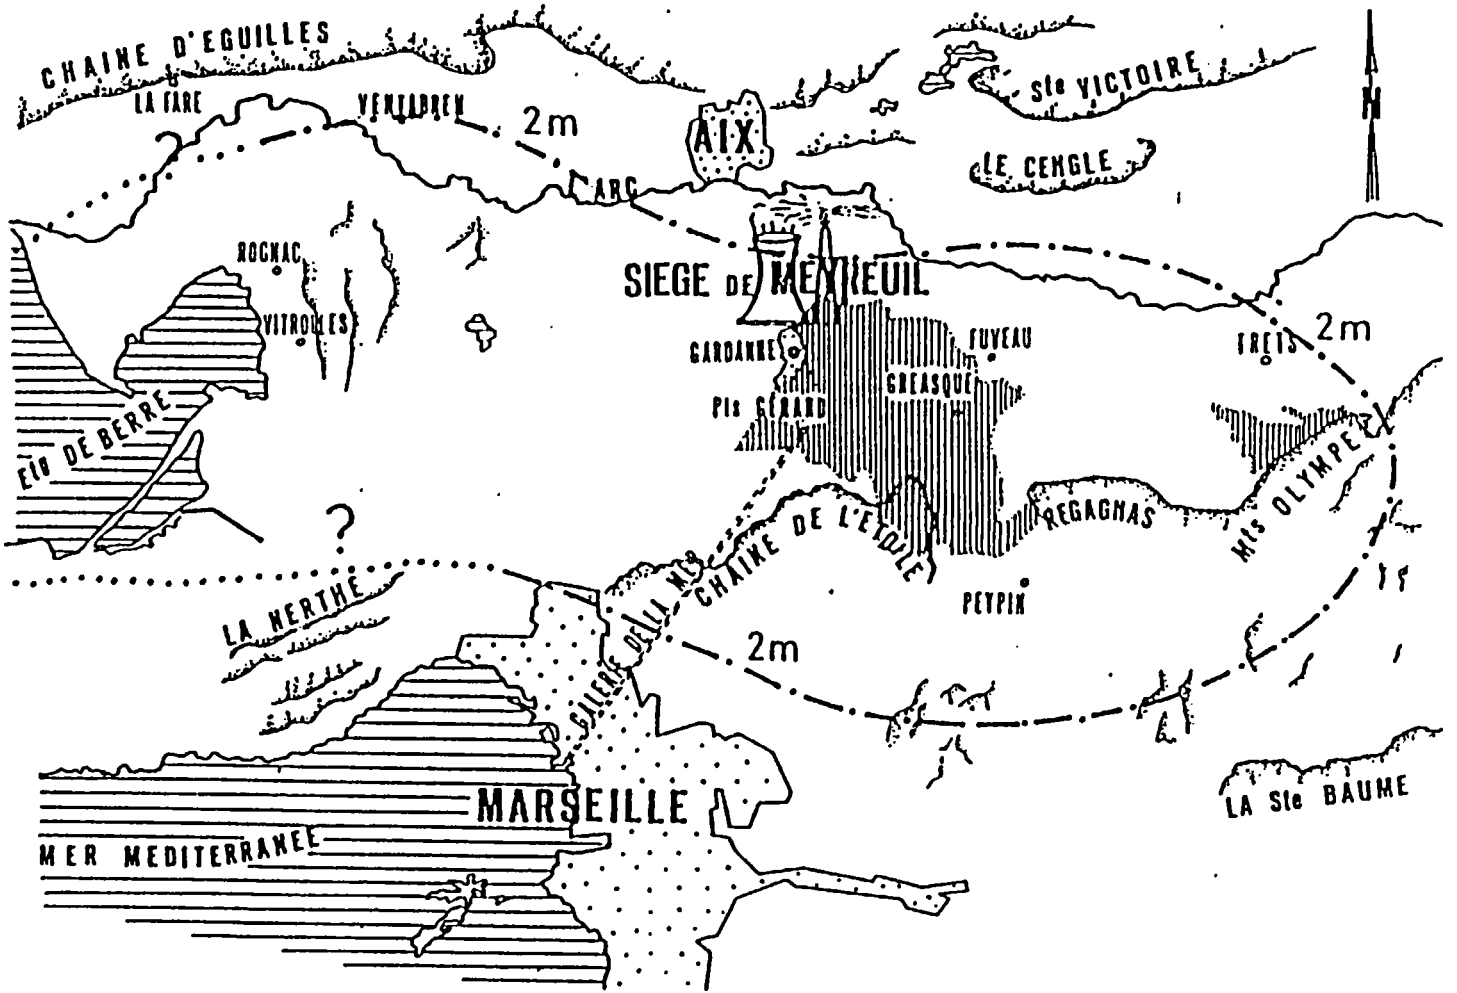 CHAINE D'EGUILLES
LA FARE
VENTABREN
2m
AIX
Ste VICTOIRE
N
LE CENGLE
?
L'ARC
ROGNAC
SIEGE DE MEYREUIL
VITROLLES
GARDANNE
FUVEAU
TRETS
2m
GREASQUE
Pts GÉRARD
Etg DE BERRE
Mts OLYMPE
REGAGNAS
CHAINE DE L'ETOILE
?
LA NERTHE
GALERIE DE LA MER
PEYPIN
2m
LA Ste BAUME
MARSEILLE
MER MEDITERRANEE